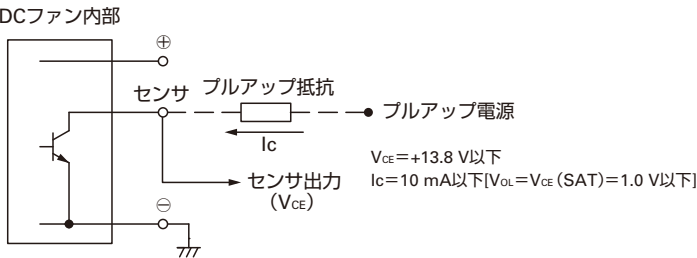 DCファン内部
⊕
センサ
プルアップ抵抗
プルアップ電源
Ic
センサ出力
(VCE)
VCE=+13.8 V以下
Ic=10 mA以下[VOL=VCE(SAT)=1.0 V以下]
⊖